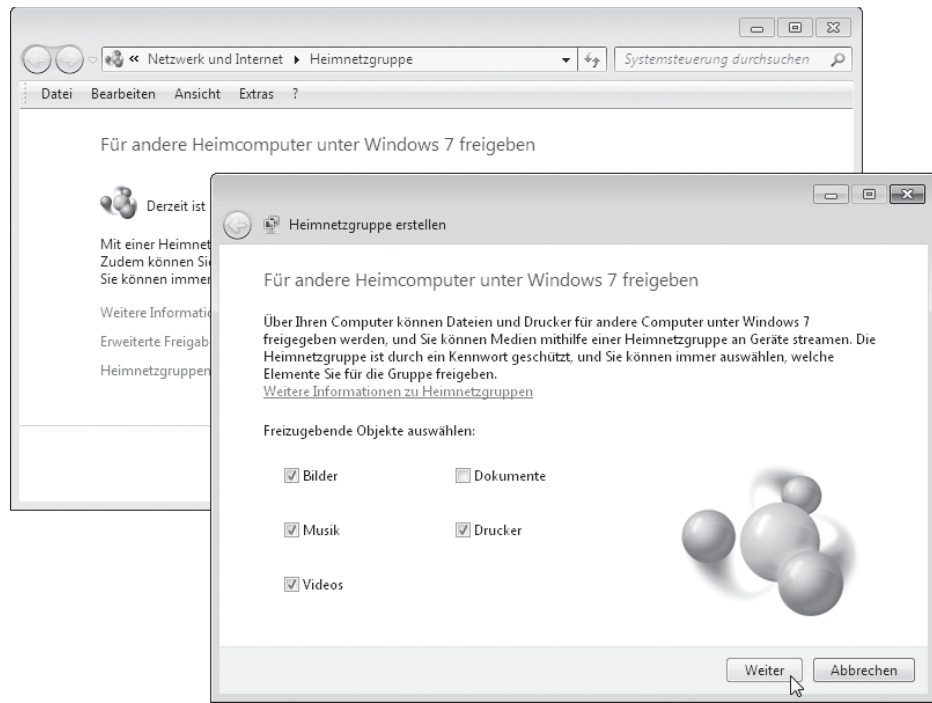 « Netzwerk und Internet ▸ Heimnetzgruppe
Systemsteuerung durchsuchen
Datei Bearbeiten Ansicht Extras ?
Für andere Heimcomputer unter Windows 7 freigeben
Derzeit ist
Mit einer Heimnet
Zudem können Si
Sie können immer
Weitere Informatio
Erweiterte Freigab
Heimnetzgruppen
Heimnetzgruppe erstellen
Für andere Heimcomputer unter Windows 7 freigeben
Über Ihren Computer können Dateien und Drucker für andere Computer unter Windows 7
freigegeben werden, und Sie können Medien mithilfe einer Heimnetzgruppe an Geräte streamen. Die
Heimnetzgruppe ist durch ein Kennwort geschützt, und Sie können immer auswählen, welche
Elemente Sie für die Gruppe freigeben.
Weitere Informationen zu Heimnetzgruppen
Freizugebende Objekte auswählen:
Bilder Dokumente
Musik Drucker
Videos
Weiter Abbrechen